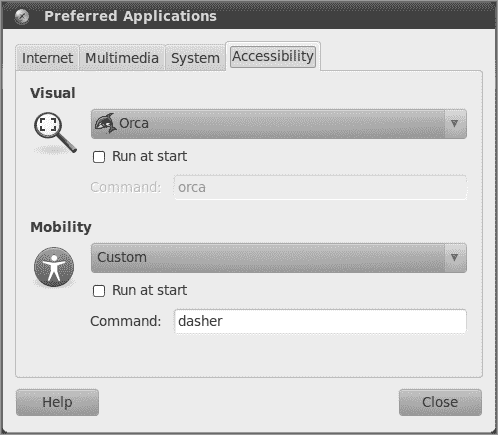 Preferred Applications
Internet Multimedia System Accessibility
Visual
Orca
Run at start
Command: orca
Mobility
Custom
Run at start
Command: dasher
Help Close